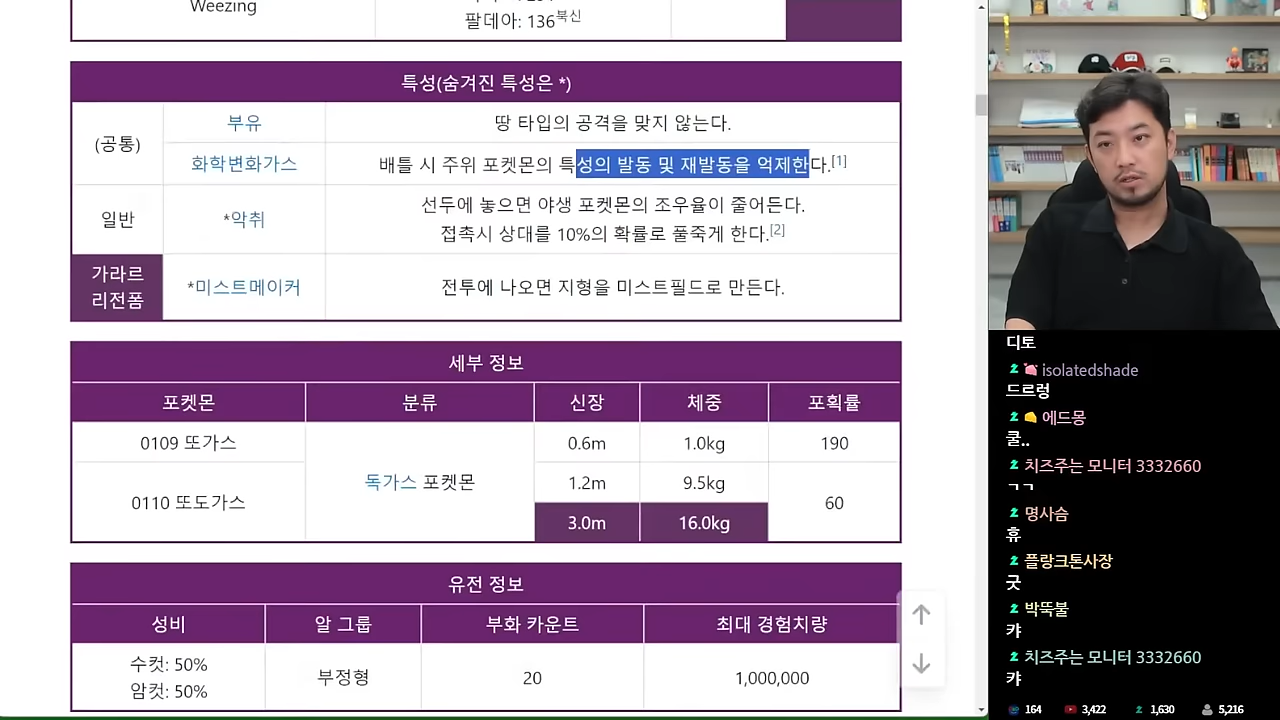 Weezing
팔데아: 136북신
특성(숨겨진 특성은 *)
(공통)
부유
땅 타입의 공격을 맞지 않는다.
화학변화가스
배틀 시 주위 포켓몬의 특성의 발동 및 재발동을 억제한다.[1]
일반
*악취
선두에 놓으면 야생 포켓몬의 조우율이 줄어든다.
접촉시 상대를 10%의 확률로 풀죽게 한다.[2]
가라르
리전폼
*미스트메이커
전투에 나오면 지형을 미스트필드로 만든다.
세부 정보
포켓몬
분류
신장
체중
포획률
0109 또가스
독가스 포켓몬
0.6m
1.0kg
190
0110 또도가스
1.2m
9.5kg
60
3.0m
16.0kg
유전 정보
성비
알 그룹
부화 카운트
최대 경험치량
수컷: 50%
암컷: 50%
부정형
20
1,000,000
디토
isolatedshade
드르렁
에드몽
쿨..
치즈주는 모니터 3332660
ㄱㄱ
명사슴
휴
플랑크톤사장
굿
박뚝불
캬
치즈주는 모니터 3332660
캬
164
3,422
1,630
5,216